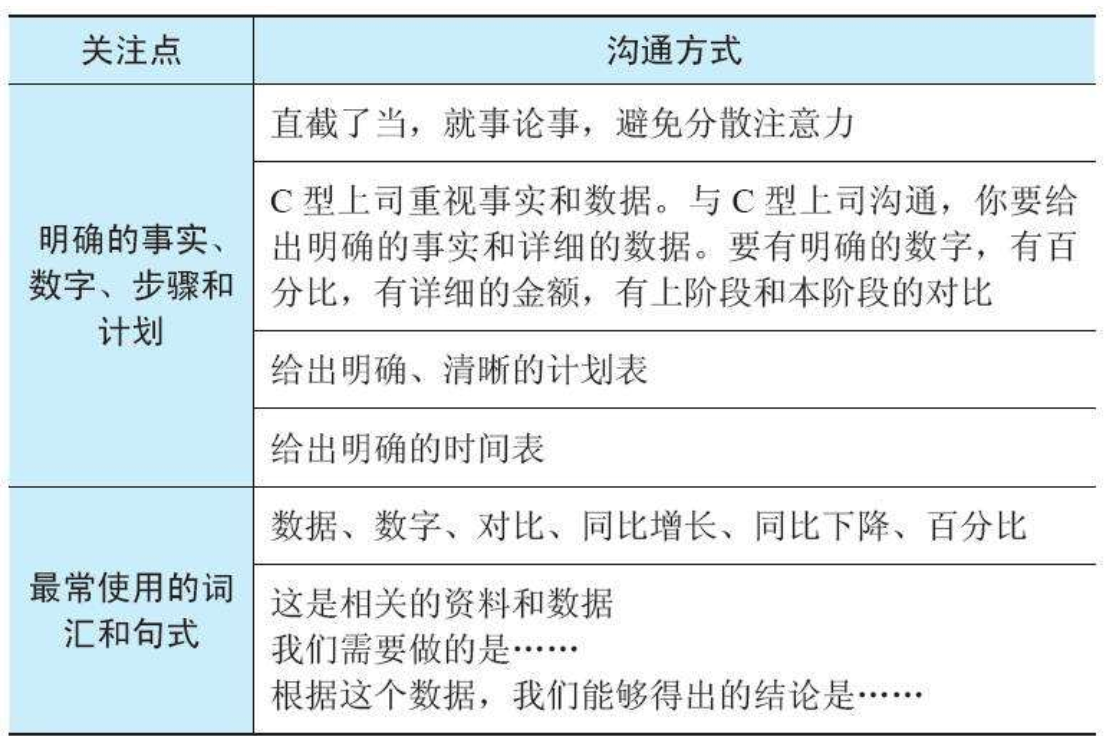 关注点
沟通方式
明确的事实、
数字、步骤和
计划
直截了当，就事论事，避免分散注意力
C 型上司重视事实和数据。与 C 型上司沟通，你要给
出明确的事实和详细的数据。要有明确的数字，有百
分比，有详细的金额，有上阶段和本阶段的对比
给出明确、清晰的计划表
给出明确的时间表
最常使用的词
汇和句式
数据、数字、对比、同比增长、同比下降、百分比
这是相关的资料和数据
我们需要做的是……
根据这个数据，我们能够得出的结论是……